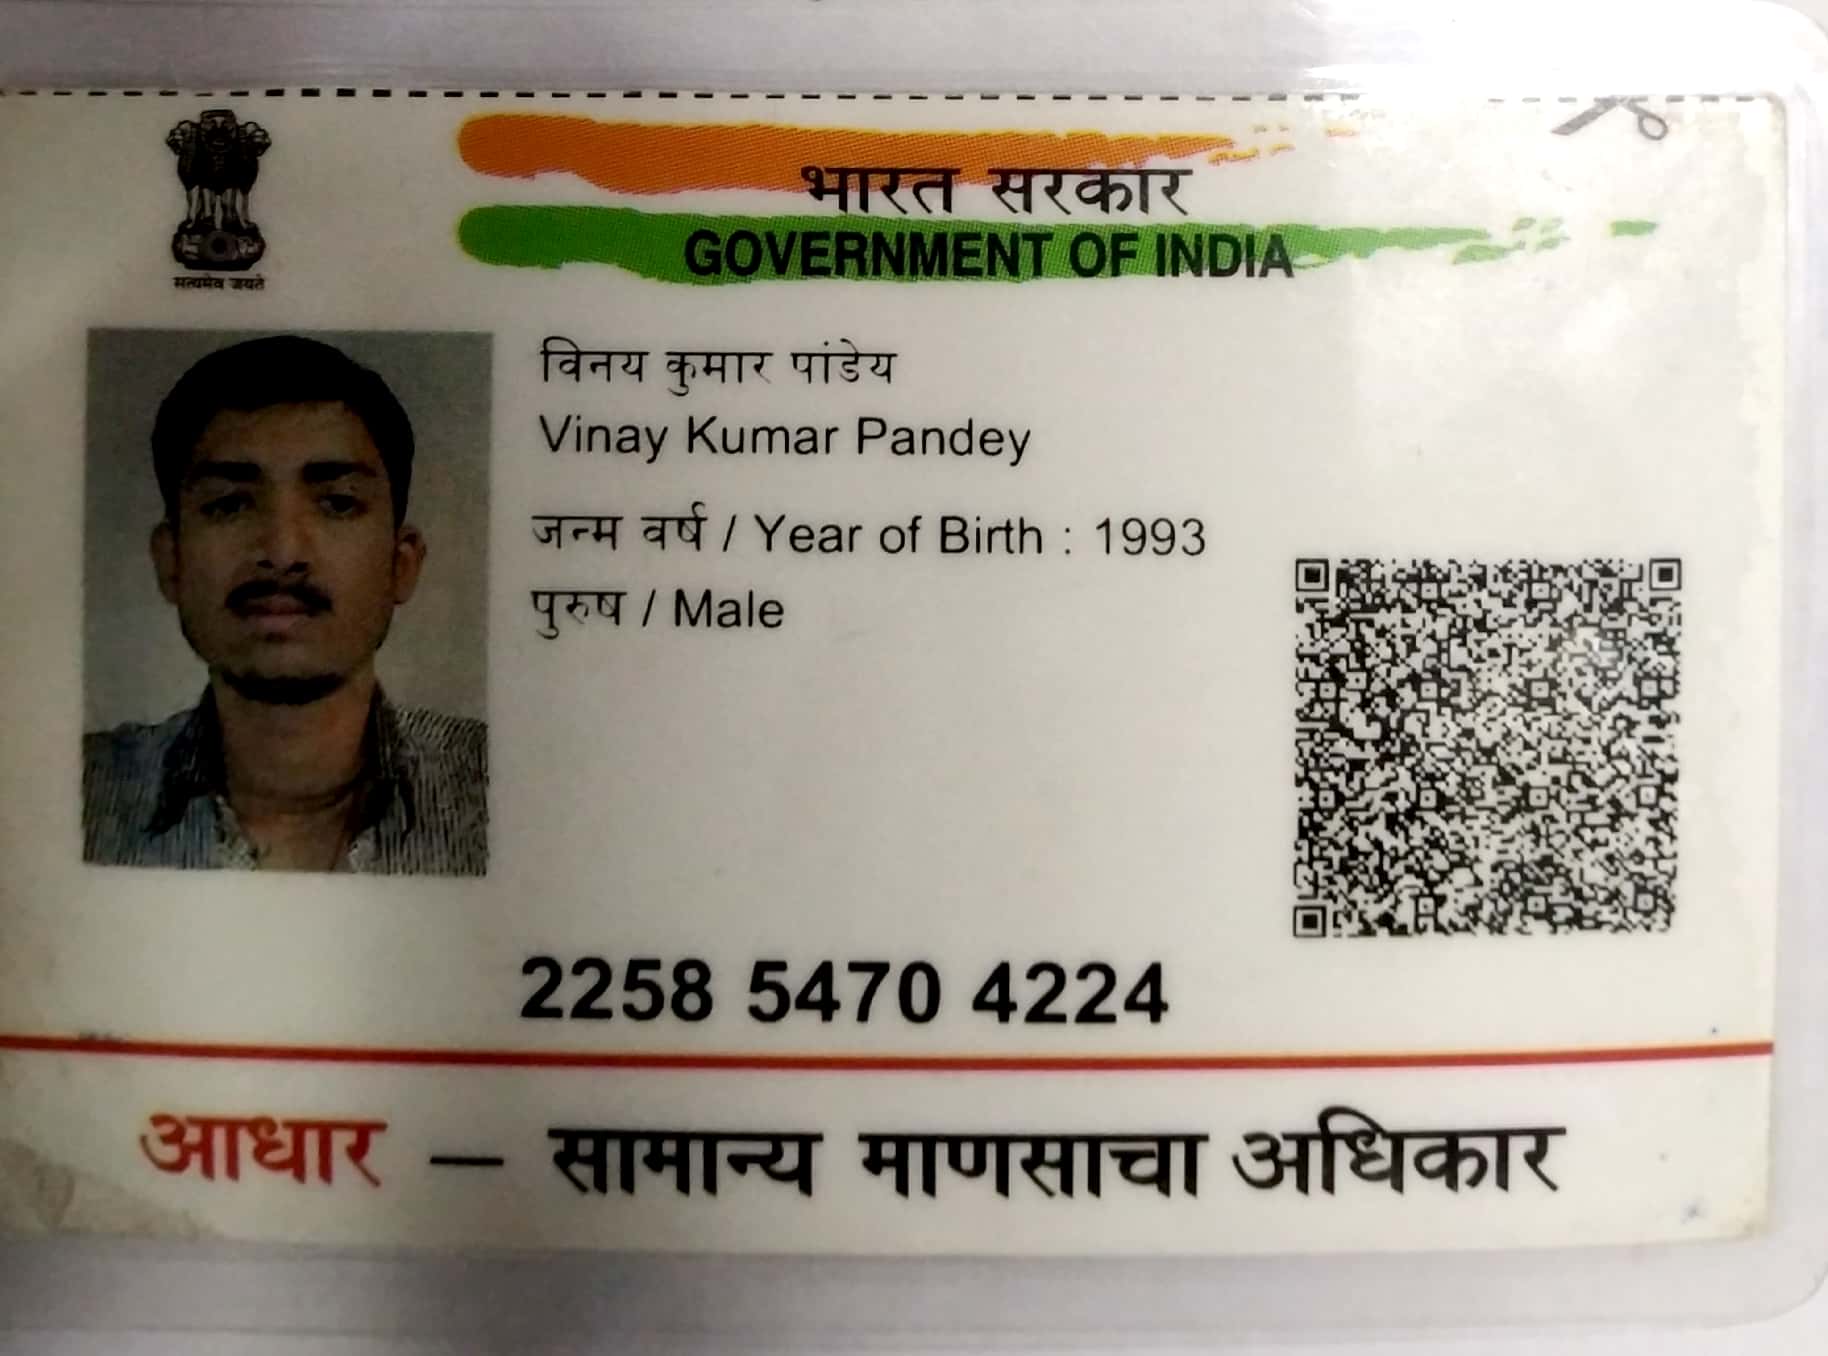 भारत सरकार
GOVERNMENT OF INDIA
सत्यमेव जयते
विनय कुमार पांडेय
Vinay Kumar Pandey
जन्म वर्ष / Year of Birth : 1993
पुरुष / Male
2258 5470 4224
आधार — सामान्य माणसाचा अधिकार